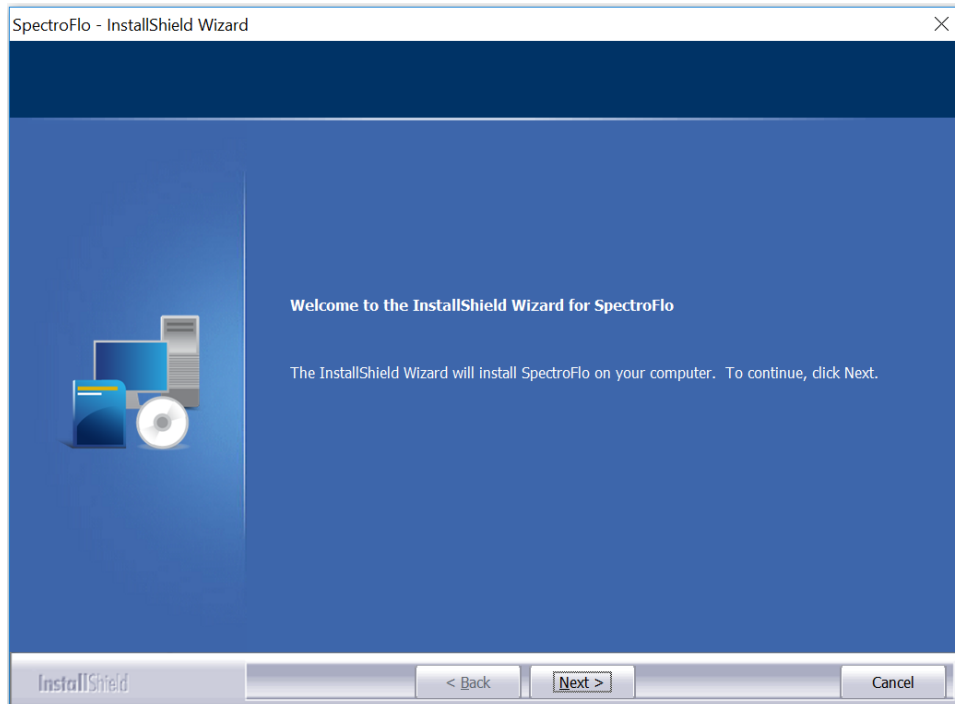 SpectroFlo - InstallShield Wizard
Welcome to the InstallShield Wizard for SpectroFlo
The InstallShield Wizard will install SpectroFlo on your computer.  To continue, click Next.
InstallShield
< Back
Next >
Cancel